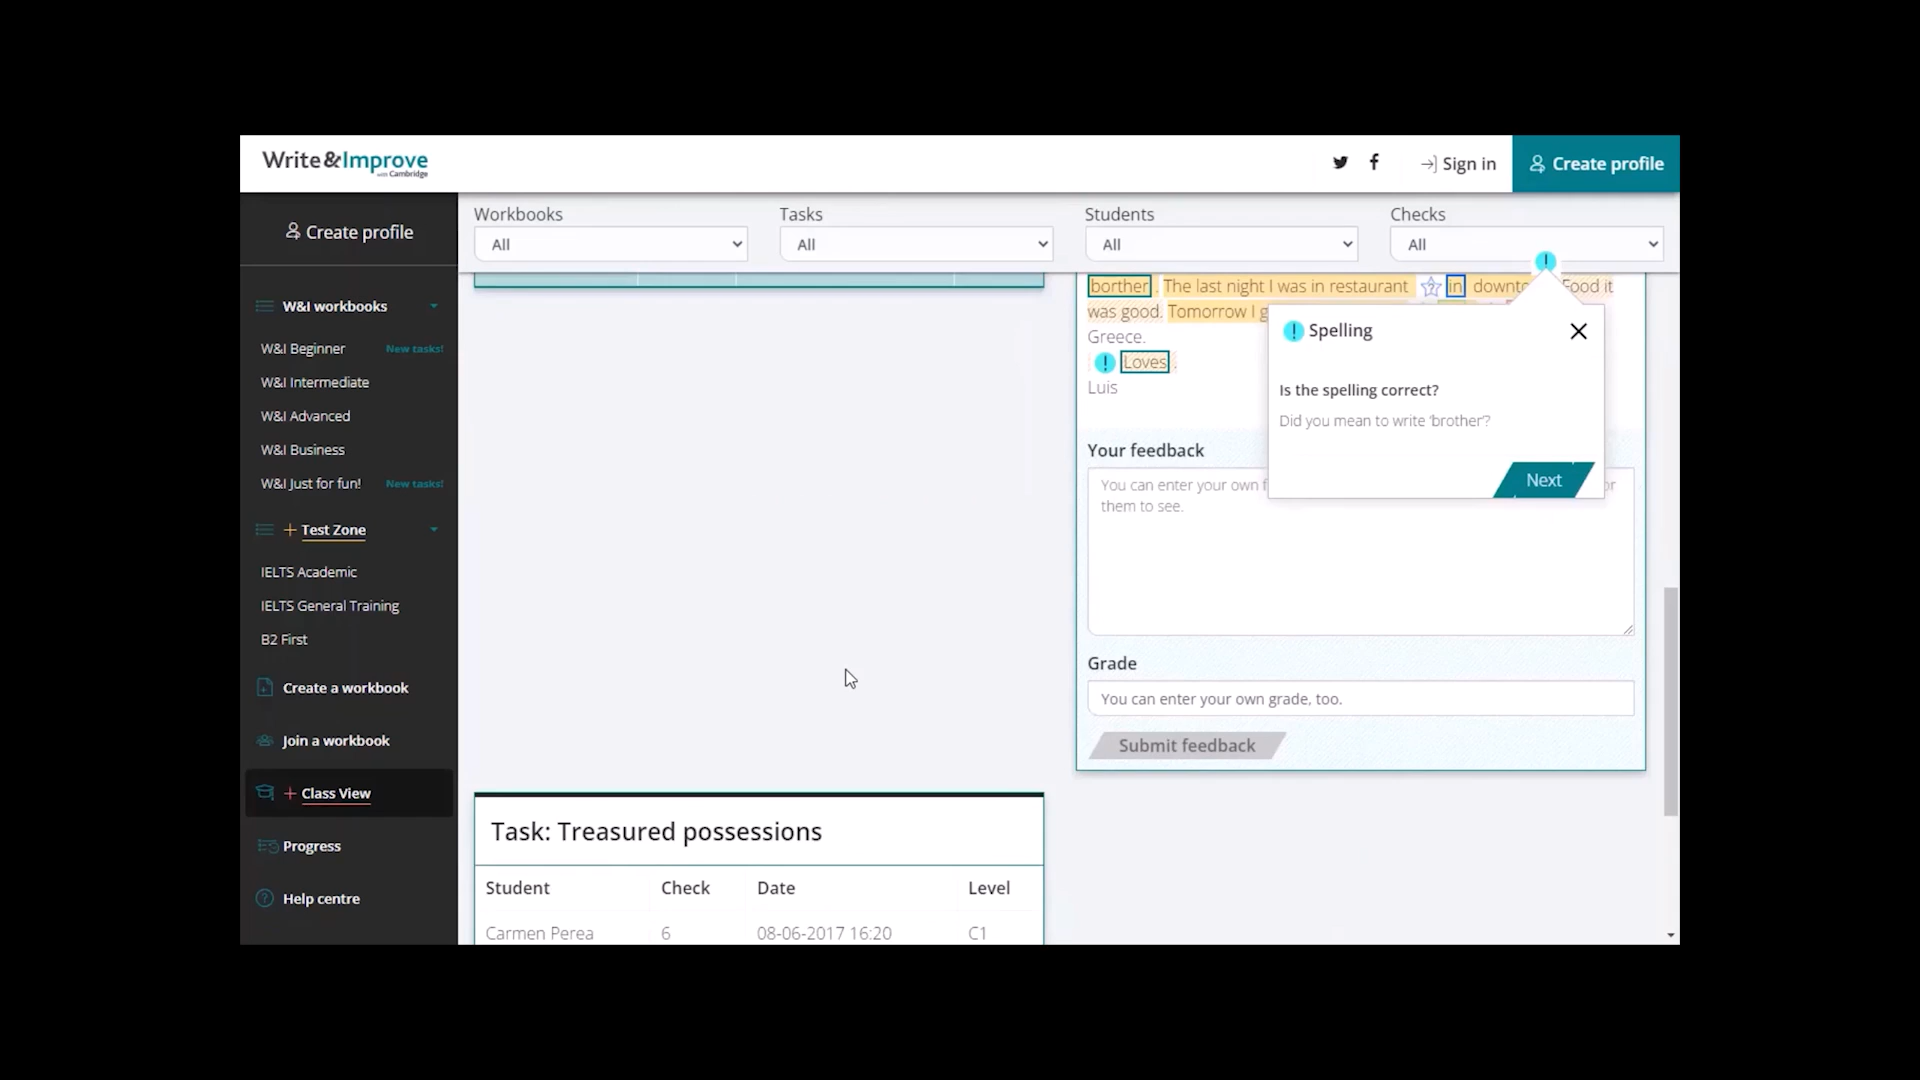 Write&Improve
with Cambridge
Sign in
Create profile
Create profile
W&I workbooks
W&I Beginner New tasks!
W&I Intermediate
W&I Advanced
W&I Business
W&I Just for fun! New tasks!
+ Test Zone
IELTS Academic
IELTS General Training
B2 First
Create a workbook
Join a workbook
+ Class View
Progress
Help centre
Workbooks Tasks Students Checks
All All All All
borther . The last night I was in restaurant in Food it
was good. Tomorrow I
Greece.
! Loves .
Luis
! Spelling
Is the spelling correct?
Did you mean to write 'brother'?
Next
Your feedback
You can enter your own
them to see.
Grade
You can enter your own grade, too.
Submit feedback
Task: Treasured possessions
Student Check Date Level
Carmen Perea 6 08-06-2017 16:20 C1